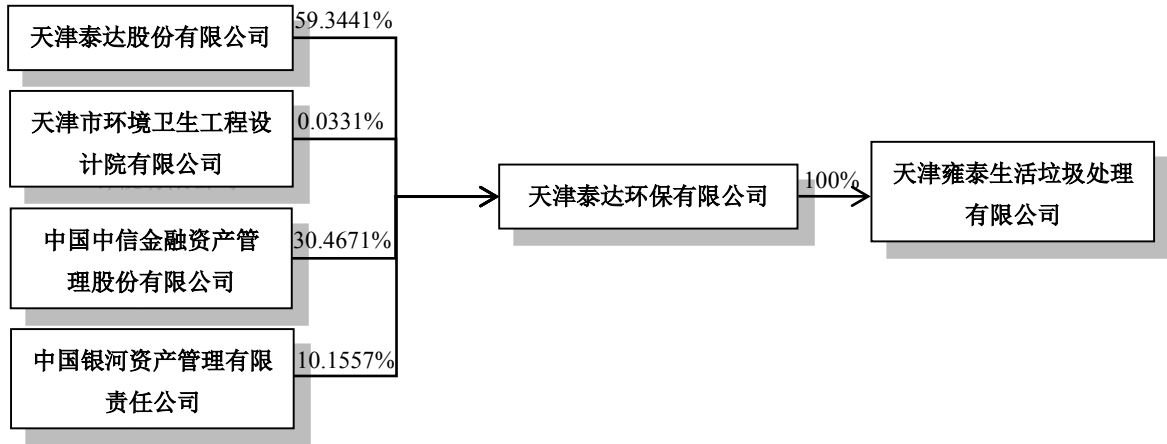 天津泰达股份有限公司
59.3441%
天津市环境卫生工程设
计院有限公司
0.0331%
中国中信金融资产管
理股份有限公司
30.4671%
中国银河资产管理有限
责任公司
10.1557%
天津泰达环保有限公司
100%
天津雍泰生活垃圾处理
有限公司